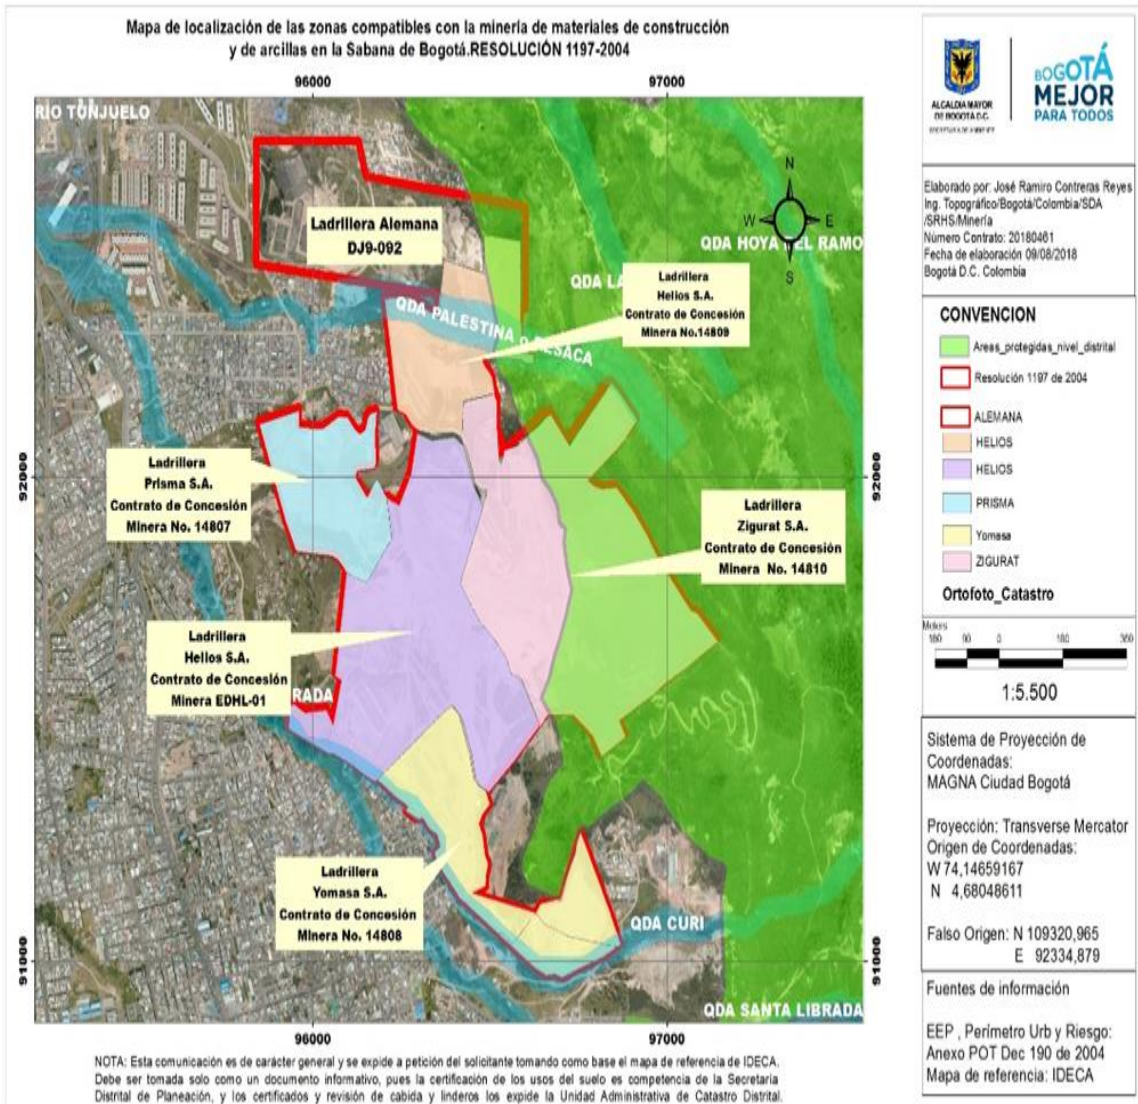 Mapa de localización de las zonas compatibles con la minería de materiales de construcción
y de arcillas en la Sabana de Bogotá.RESOLUCIÓN 1197-2004
96000
97000
RIO TUNJUELO
N
W
E
S
Ladrillera Alemana
DJ9-092
QDA HOYA DEL RAMO
QDA LA
Ladrillera
Helios S.A.
Contrato de Concesión
Minera No.14809
QDA PALESTINA o RESACA
92000
92000
Ladrillera
Prisma S.A.
Contrato de Concesión
Minera No. 14807
Ladrillera
Zigurat S.A.
Contrato de Concesión
Minera No. 14810
Ladrillera
Helios S.A.
Contrato de Concesión
Minera EDHL-01
RADA
Ladrillera
Yomasa S.A.
Contrato de Concesión
Minera No. 14808
QDA CURI
91000
91000
QDA SANTA LIBRADA
96000
97000
NOTA: Esta comunicación es de carácter general y se expide a petición del solicitante tomando como base el mapa de referencia de IDECA.
Debe ser tomada solo como un documento informativo, pues la certificación de los usos del suelo es competencia de la Secretaria
Distrital de Planeación, y los certificados y revisión de cabida y linderos los expide la Unidad Administrativa de Catastro Distrital.
ALCALDIA MAYOR
DE BOGOTÁ D.C.
SECRETARIA DE AMBIENTE
BOGOTÁ
MEJOR
PARA TODOS
Elaborado por: José Ramiro Contreras Reyes
Ing. Topográfico/Bogotá/Colombia/SDA
/SRHS/Minería
Número Contrato: 20180461
Fecha de elaboración 09/08/2018
Bogotá D.C. Colombia
CONVENCION
Areas_protegidas_nivel_distrital
Resolución 1197 de 2004
ALEMANA
HELIOS
HELIOS
PRISMA
Yomasa
ZIGURAT
Ortofoto_Catastro
Meters
180 90 0 180 360
1:5.500
Sistema de Proyección de
Coordenadas:
MAGNA Ciudad Bogotá
Proyección: Transverse Mercator
Origen de Coordenadas:
W 74,14659167
N 4,68048611
Falso Origen: N 109320,965
E 92334,879
Fuentes de información
EEP , Perímetro Urb y Riesgo:
Anexo POT Dec 190 de 2004
Mapa de referencia: IDECA